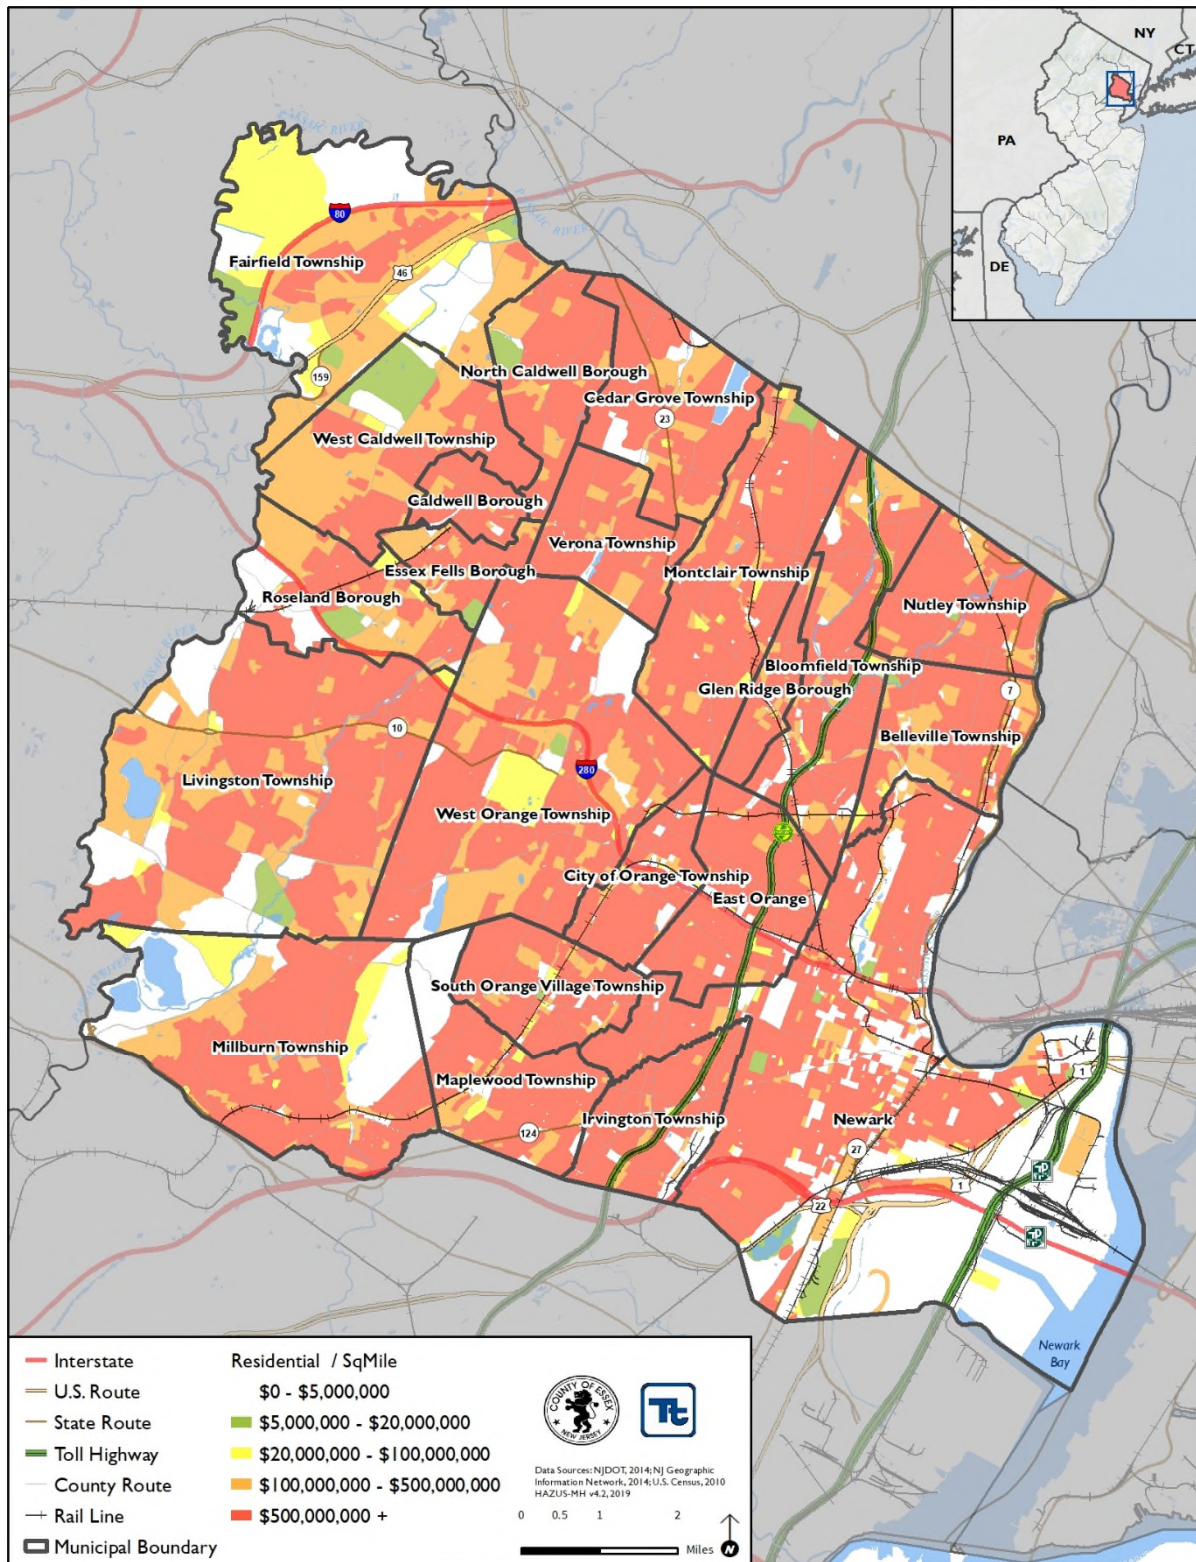 NY
CT
PA
DE
PASSAIC RIVER
80
PASSAIC RIVER
Fairfield Township
46
159
North Caldwell Borough
Cedar Grove Township
23
West Caldwell Township
Caldwell Borough
Verona Township
Essex Fells Borough
Montclair Township
Roseland Borough
Nutley Township
PASSAIC RIVER
Bloomfield Township
Glen Ridge Borough
7
10
Belleville Township
Livingston Township
280
West Orange Township
City of Orange Township
East Orange
South Orange Village Township
Millburn Township
Maplewood Township
1
Irvington Township
Newark
124
27
1
22
Newark
Bay
Interstate
U.S. Route
State Route
Toll Highway
County Route
Rail Line
Municipal Boundary
Residential / SqMile
$0 - $5,000,000
$5,000,000 - $20,000,000
$20,000,000 - $100,000,000
$100,000,000 - $500,000,000
$500,000,000 +
COUNTY OF ESSEX
NEW JERSEY
Tt
Data Sources: NJDOT, 2014; NJ Geographic
Information Network, 2014; U.S. Census, 2010
HAZUS-MH v4.2, 2019
0 0.5 1 2
Miles
N